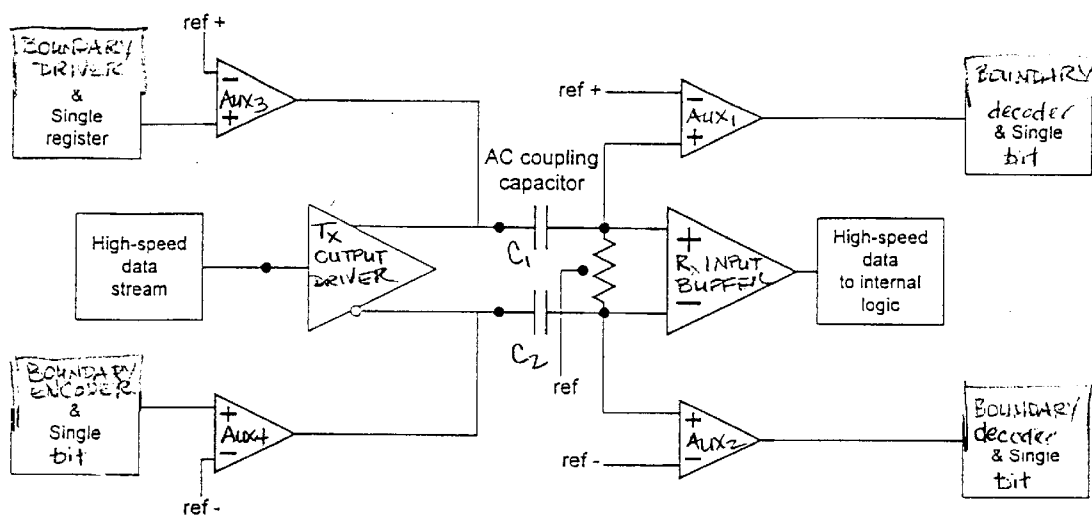 ref +
BOUNDARY
DRIVER
& 
Single
register
−
AUX3
+
ref +
−
AUX1
+
BOUNDARY
decoder
& Single
bit
AC coupling
capacitor
High-speed
data
stream
TX
OUTPUT
DRIVER
C1
+
RX INPUT
BUFFER
−
High-speed
data
to internal
logic
C2
ref
BOUNDARY
ENCODER
&
Single
bit
+
AUX4
−
ref -
+
AUX2
−
ref -
BOUNDARY
decoder
& Single
bit